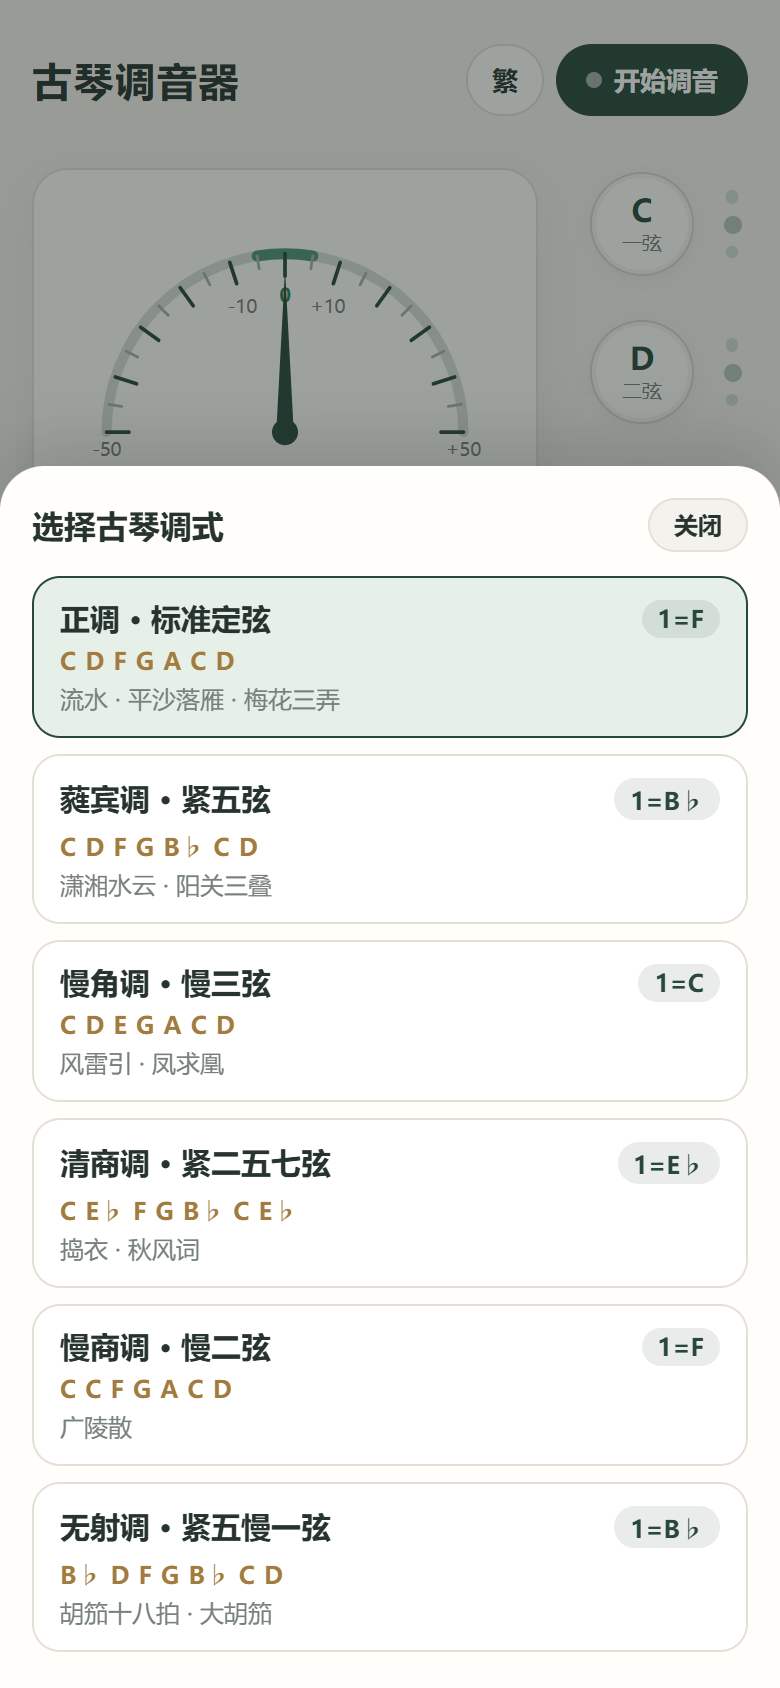 古琴调音器
繁
开始调音
C
一弦
-10
0
+10
D
二弦
-50
+50
选择古琴调式
关闭
正调·标准定弦
1=F
C D F G A C D
流水 · 平沙落雁 · 梅花三弄
蕤宾调·紧五弦
1=B♭
C D F G B♭ C D
潇湘水云 · 阳关三叠
慢角调·慢三弦
1=C
C D E G A C D
风雷引 · 凤求凰
清商调·紧二五七弦
1=E♭
C E♭ F G B♭ C E♭
捣衣 · 秋风词
慢商调·慢二弦
1=F
C C F G A C D
广陵散
无射调·紧五慢一弦
1=B♭
B♭ D F G B♭ C D
胡笳十八拍 · 大胡笳